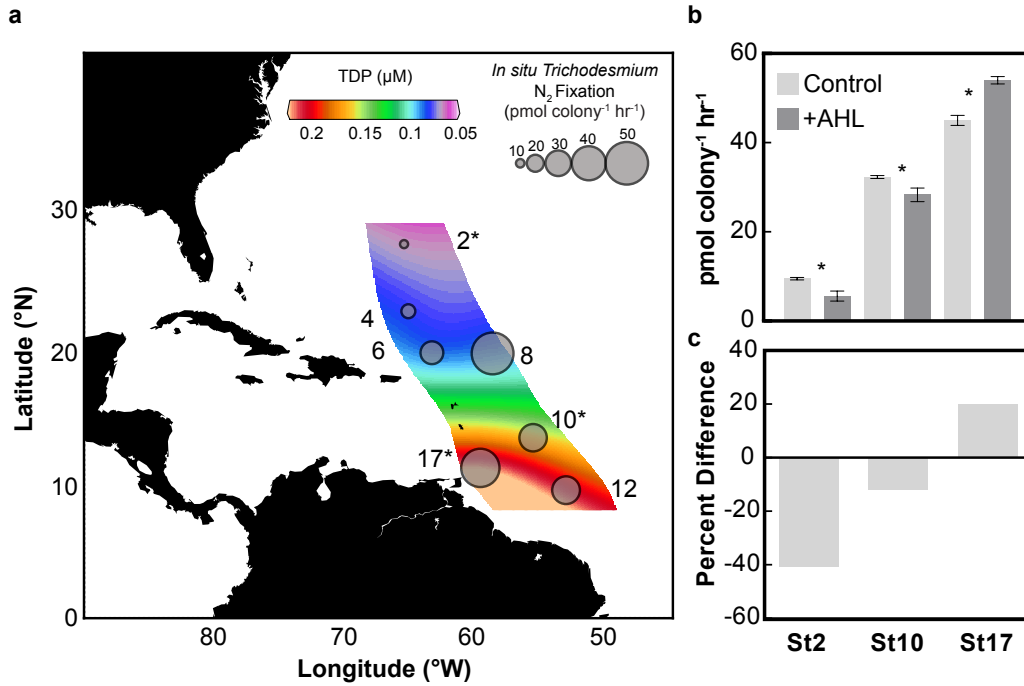 a
TDP (µM)
0.2 0.15 0.1 0.05
In situ Trichodesmium
N2 Fixation
(pmol colony-1 hr-1)
10 20 30 40 50
30
20
10
0
Latitude (°N)
2*
4
6
8
10*
17*
12
80 70 60 50
Longitude (°W)
b
60
40
20
0
pmol colony-1 hr-1
Control
+AHL
*
*
*
c
40
20
0
-20
-40
-60
Percent Difference
St2 St10 St17